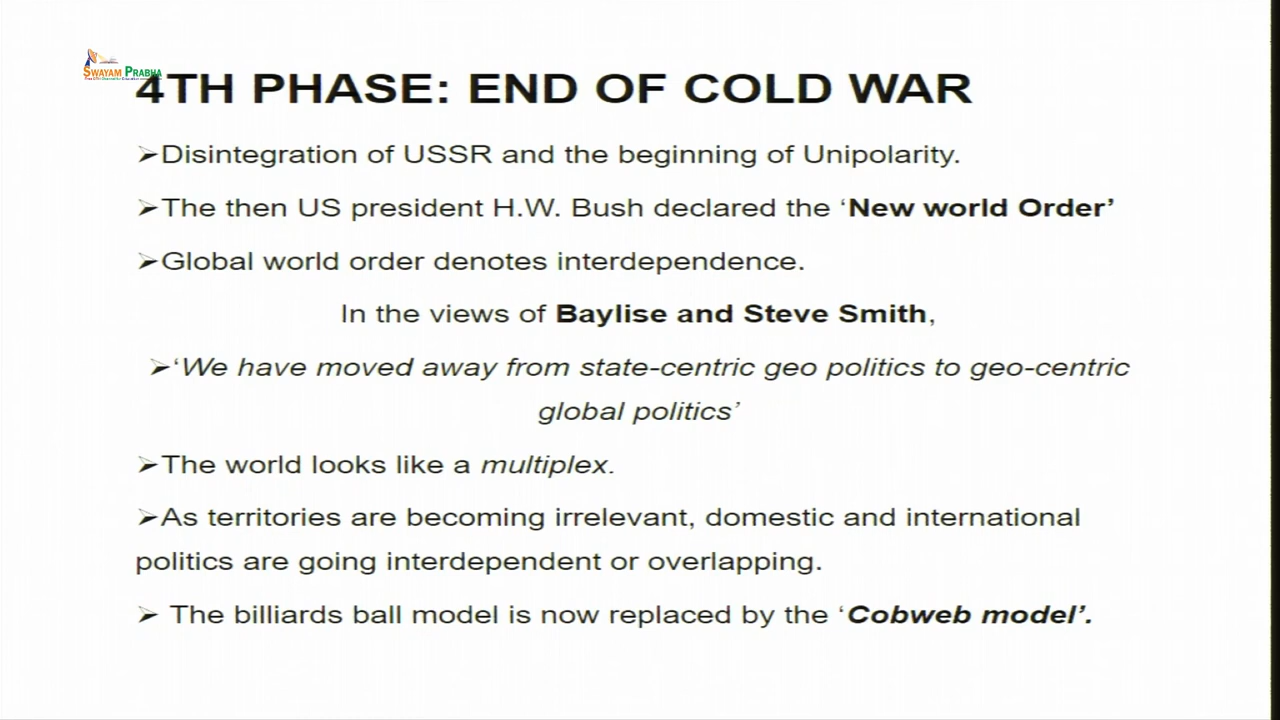 SWAYAM PRABHA
4TH PHASE: END OF COLD WAR
➢Disintegration of USSR and the beginning of Unipolarity.
➢The then US president H.W. Bush declared the ‘New world Order’
➢Global world order denotes interdependence.
In the views of Baylise and Steve Smith,
➢‘We have moved away from state-centric geo politics to geo-centric
global politics’
➢The world looks like a multiplex.
➢As territories are becoming irrelevant, domestic and international
politics are going interdependent or overlapping.
➢ The billiards ball model is now replaced by the ‘Cobweb model’.